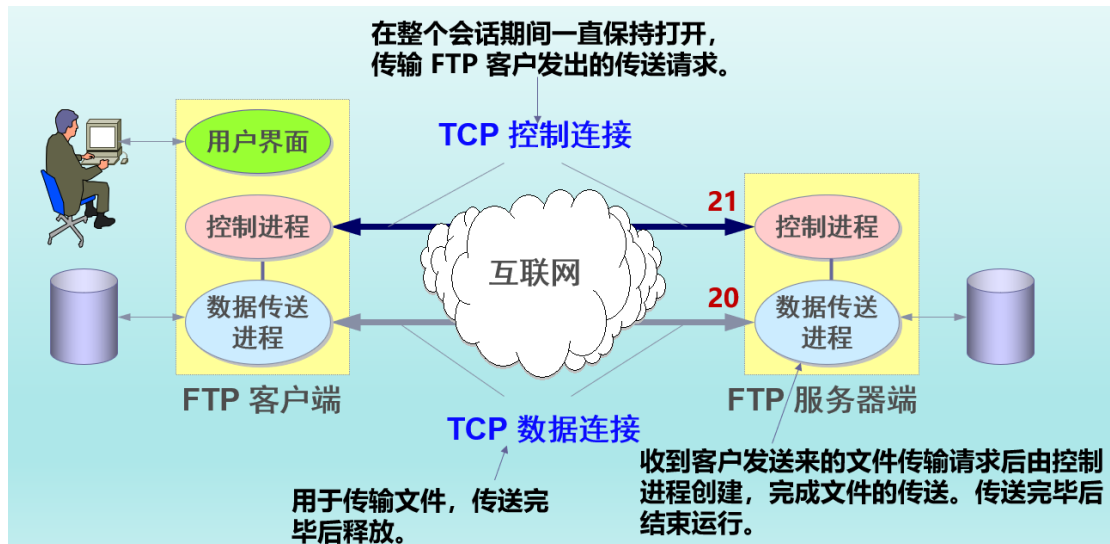 在整个会话期间一直保持打开，
传输 FTP 客户发出的传送请求。
TCP 控制连接
用户界面
控制进程
21
控制进程
互联网
数据传送
进程
20
数据传送
进程
FTP 客户端
FTP 服务器端
TCP 数据连接
用于传输文件，传送完
毕后释放。
收到客户发送来的文件传输请求后由控制
进程创建，完成文件的传送。传送完毕后
结束运行。